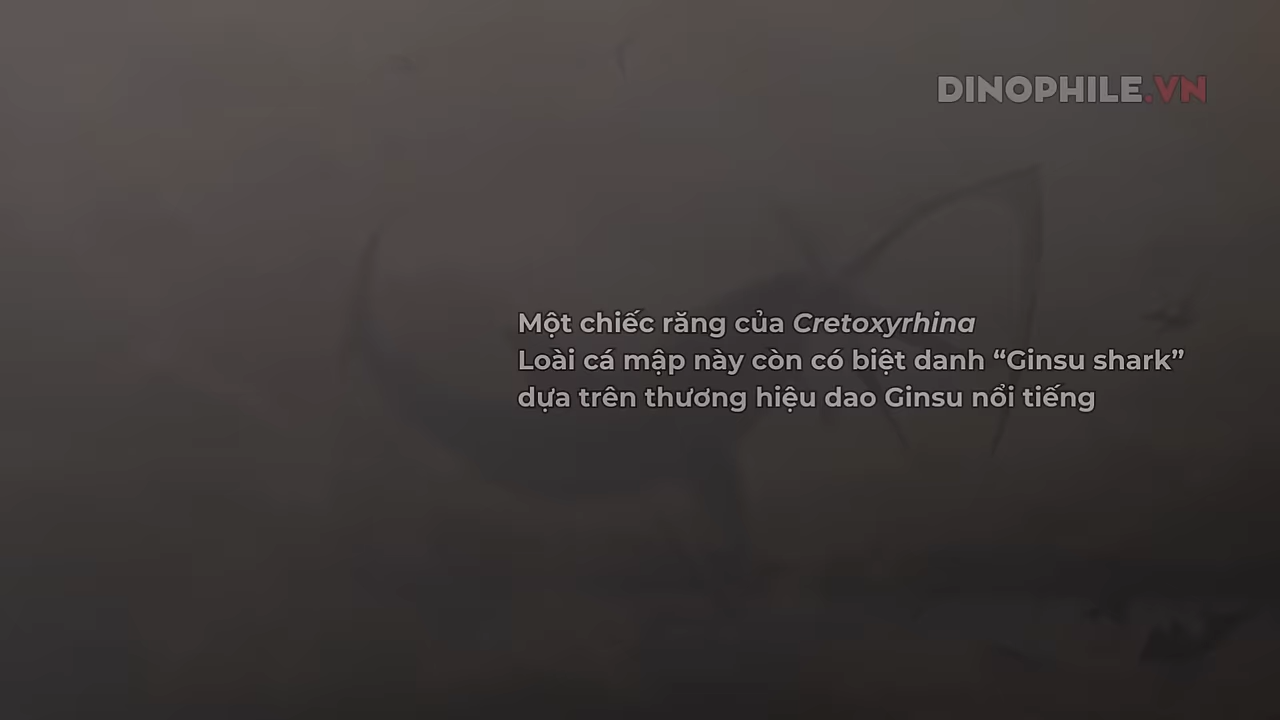 DINOPHILE.VN
Một chiếc răng của Cretoxyrhina
Loài cá mập này còn có biệt danh “Ginsu shark”
dựa trên thương hiệu dao Ginsu nổi tiếng